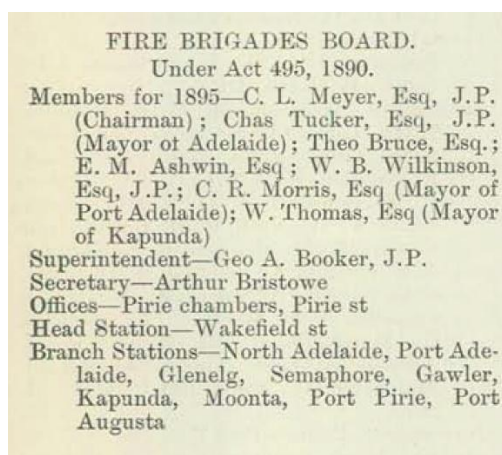 FIRE BRIGADES BOARD.
Under Act 495, 1890.
Members for 1895—C. L. Meyer, Esq, J.P.
(Chairman) ; Chas Tucker, Esq, J.P.
(Mayor ot Adelaide) ; Theo Bruce, Esq. ;
E. M. Ashwin, Esq ; W. B. Wilkinson,
Esq, J.P. ; C. R. Morris, Esq (Mayor of
Port Adelaide); W. Thomas, Esq (Mayor
of Kapunda)
Superintendent—Geo A. Booker, J.P.
Secretary—Arthur Bristowe
Offices—Pirie chambers, Pirie st
Head Station—Wakefield st
Branch Stations—North Adelaide, Port Ade-
laide, Glenelg, Semaphore, Gawler,
Kapunda, Moonta, Port Pirie, Port
Augusta